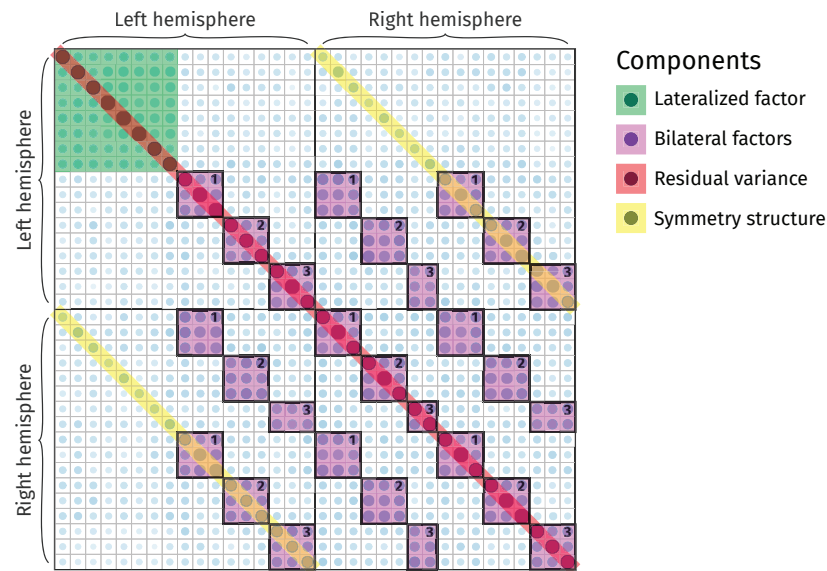 Left hemisphere Right hemisphere
Components
Lateralized factor
Bilateral factors
Residual variance
Symmetry structure
Left hemisphere
Right hemisphere
1 1 1
2 2 2
3 3 3
1 1 1
2 2 2
3 3 3
1 1 1
2 2 2
3 3 3